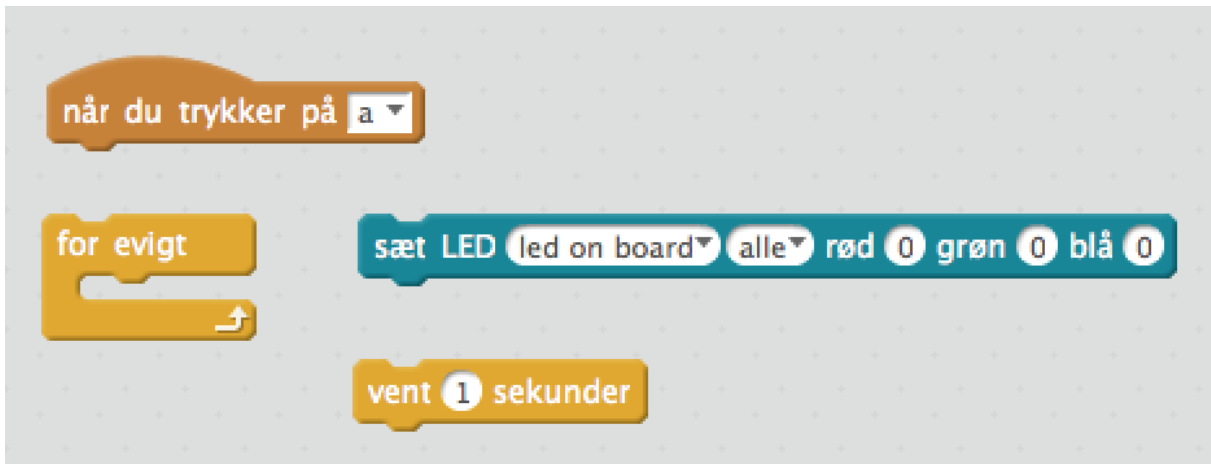 når du trykker på a
for evigt
sæt LED led on board alle rød 0 grøn 0 blå 0
vent 1 sekunder